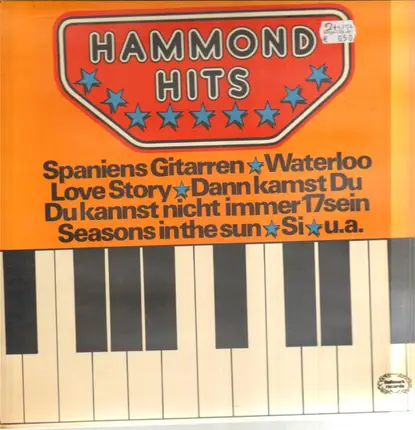 HAMMOND
HITS
Spaniens Gitarren★Waterloo
Love Story★Dann kamst Du
Du kannst nicht immer 17 sein
Seasons in the sun★Si★u.a.